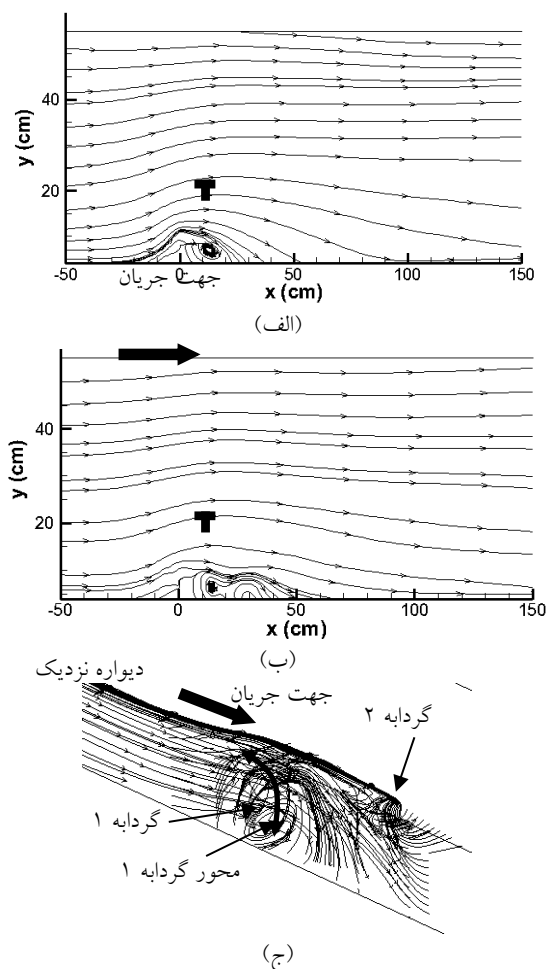 y (cm)
40
20
-50 0 50 100 150
جهت جریان
x (cm)
(الف)
y (cm)
40
20
-50 0 50 100 150
x (cm)
(ب)
دیواره نزدیک
جهت جریان
گردابه ۲
گردابه ۱
محور گردابه ۱
(ج)